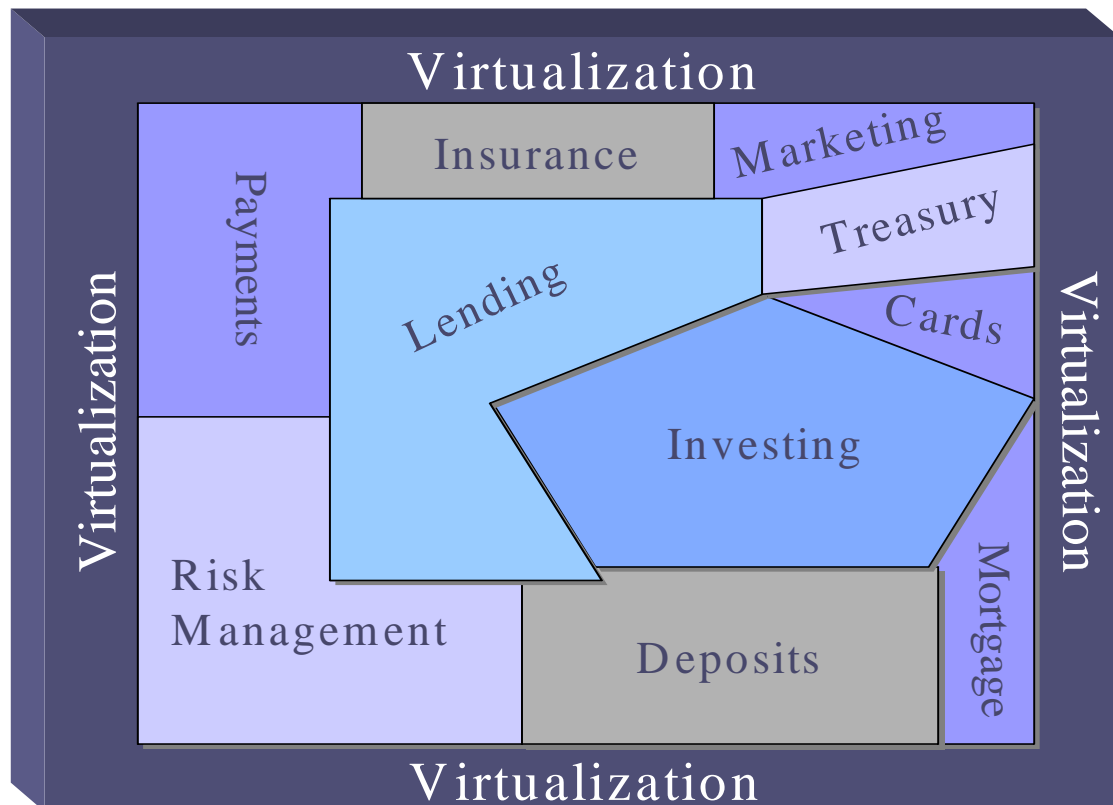 Virtualization
Insurance
Marketing
Payments
Treasury
Lending
Cards
Virtualization
Virtualization
Investing
Risk
Management
Deposits
Mortgage
Virtualization